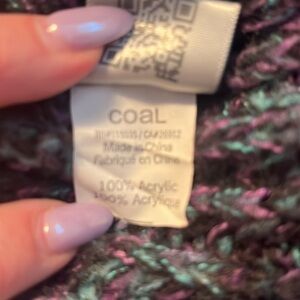 coaL
Made in China
Fabriqué en Chine
100% Acrylic
100% Acrylique